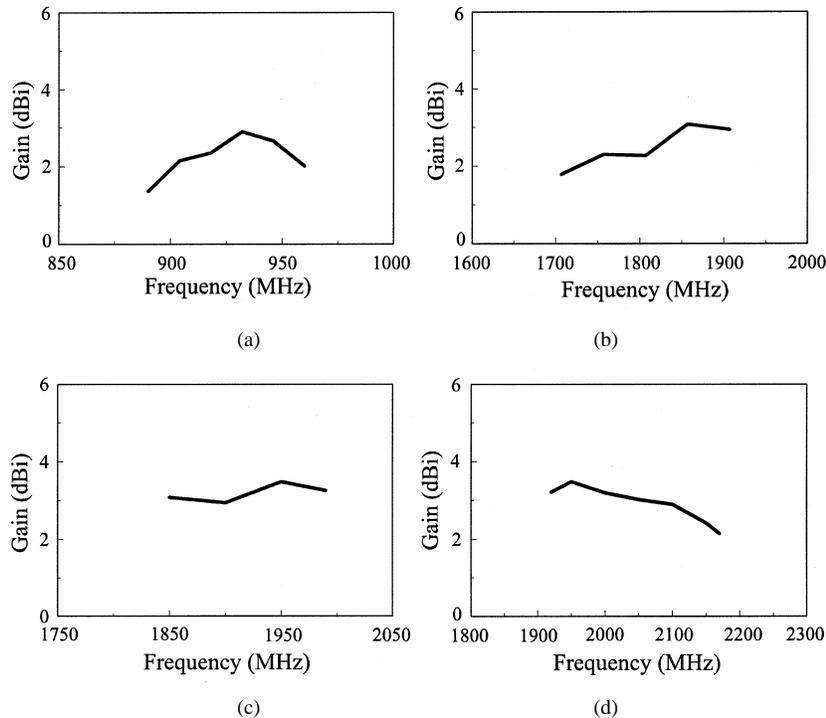 6
4
2
0
Gain (dBi)
850 900 950 1000
Frequency (MHz)
(a)
6
4
2
0
Gain (dBi)
1600 1700 1800 1900 2000
Frequency (MHz)
(b)
6
4
2
0
Gain (dBi)
1750 1850 1950 2050
Frequency (MHz)
(c)
6
4
2
0
Gain (dBi)
1800 1900 2000 2100 2200 2300
Frequency (MHz)
(d)